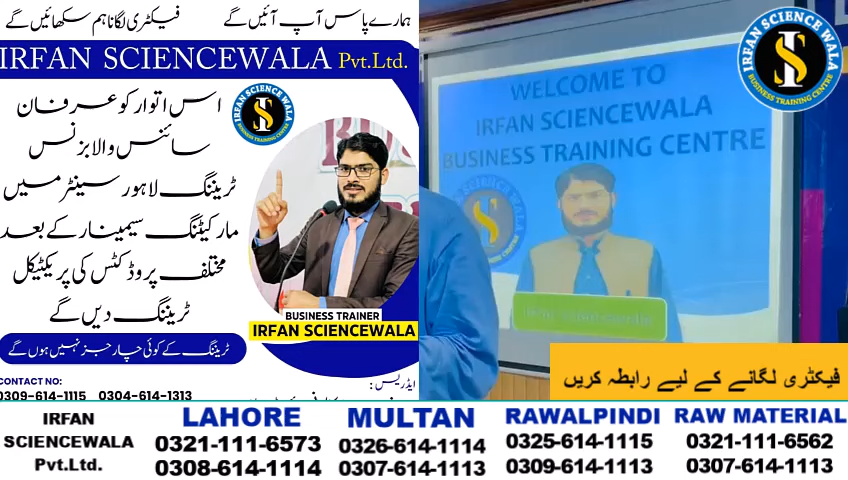 ہمارے پاس آپ آئیں گے فیکٹری لگانا ہم سکھائیں گے
IRFAN SCIENCEWALA Pvt.Ltd.
اس اتوار کو عرفان
سائنس والا بزنس
ٹریننگ لاہور سینٹر میں
مارکیٹنگ سیمینار کے بعد
مختلف پروڈکٹس کی پریکٹیکل
ٹریننگ دیں گے
IRFAN SCIENCE WALA
SI
BUSINESS TRAINING CENTRE
BUSINESS TRAINER
IRFAN SCIENCEWALA
ٹریننگ کے کوئی چارجز نہیں ہوں گے
CONTACT NO:
0309-614-1115 0304-614-1313
ایڈریس:
WELCOME TO
IRFAN SCIENCEWALA
BUSINESS TRAINING CENTRE
IRFAN SCIENCE WALA
SI
BUSINESS TRAINING CENTRE
فیکٹری لگانے کے لیے رابطہ کریں
IRFAN
SCIENCEWALA
Pvt.Ltd.
LAHORE
0321-111-6573
0308-614-1114
MULTAN
0326-614-1114
0307-614-1113
RAWALPINDI
0325-614-1115
0309-614-1113
RAW MATERIAL
0321-111-6562
0307-614-1113